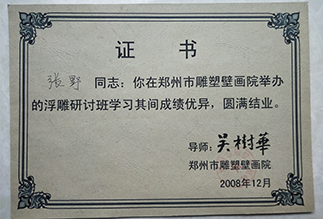 证书
张野 同志：你在郑州市雕塑壁画院举办
的浮雕研讨班学习其间成绩优异，圆满结业。
导师：吴樹華
郑州市雕塑壁画院
2008年12月